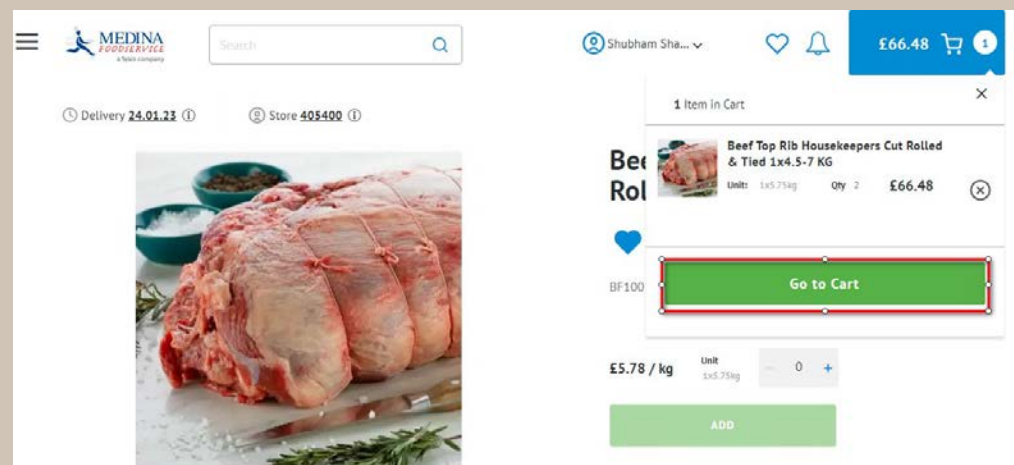 MEDINA
FOODSERVICE
a Sysco company
Search
Shubham Sha...
£66.48
1
Delivery 24.01.23
Store 405400
1 Item in Cart
Beef Top Rib Housekeepers Cut Rolled
& Tied 1x4.5-7 KG
Unit: 1x5.75kg Qty 2 £66.48
Bee
Rol
Go to Cart
BF100
£5.78 / kg
Unit
1x5.75kg
0
ADD